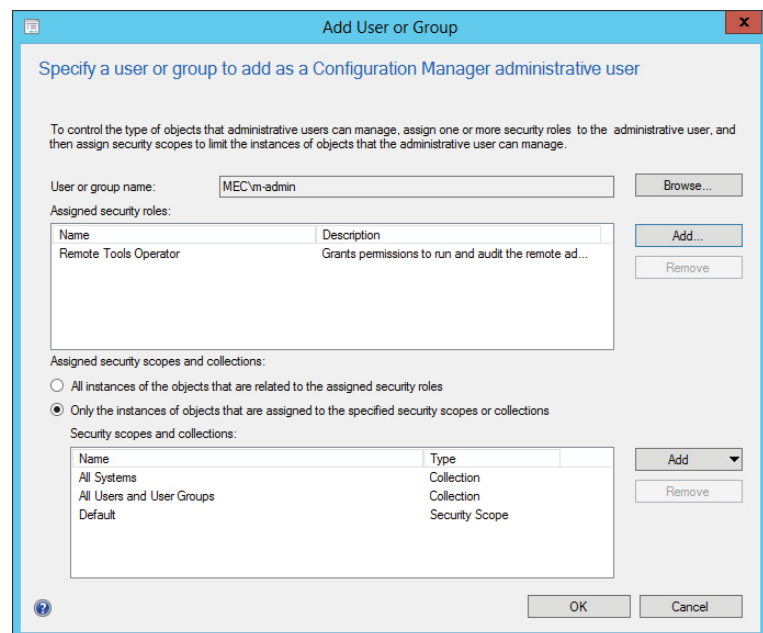 Add User or Group
x
Specify a user or group to add as a Configuration Manager administrative user
To control the type of objects that administrative users can manage, assign one or more security roles to the administrative user, and
then assign security scopes to limit the instances of objects that the administrative user can manage.
User or group name: MEC\m-admin Browse...
Assigned security roles:
Name Description Add...
Remote Tools Operator Grants permissions to run and audit the remote ad...
Remove
Assigned security scopes and collections:
All instances of the objects that are related to the assigned security roles
Only the instances of objects that are assigned to the specified security scopes or collections
Security scopes and collections:
Name Type Add
All Systems Collection
All Users and User Groups Collection Remove
Default Security Scope
? OK Cancel